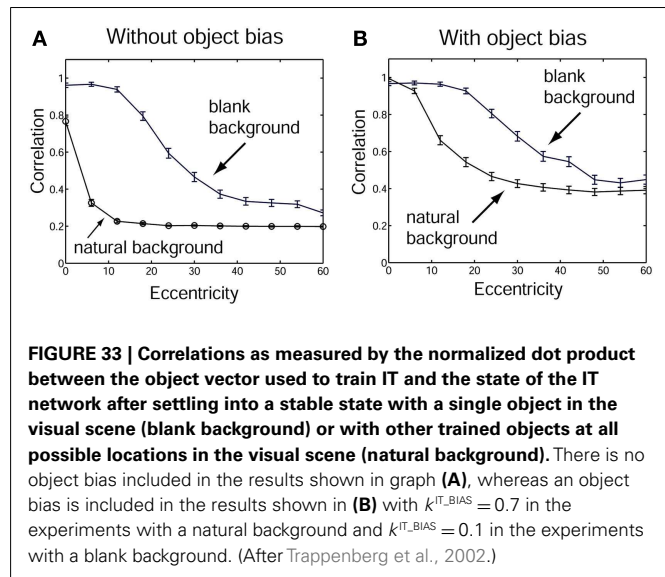 A Without object bias
1
0.8
0.6
0.4
0.2
0
Correlation
blank
background
natural background
0 10 20 30 40 50 60
Eccentricity
B With object bias
1
0.8
0.6
0.4
0.2
0
Correlation
blank
background
natural
background
0 10 20 30 40 50 60
Eccentricity
FIGURE 33 | Correlations as measured by the normalized dot product
between the object vector used to train IT and the state of the IT
network after settling into a stable state with a single object in the
visual scene (blank background) or with other trained objects at all
possible locations in the visual scene (natural background). There is no
object bias included in the results shown in graph (A), whereas an object
bias is included in the results shown in (B) with k^IT_BIAS = 0.7 in the
experiments with a natural background and k^IT_BIAS = 0.1 in the experiments
with a blank background. (After Trappenberg et al., 2002.)